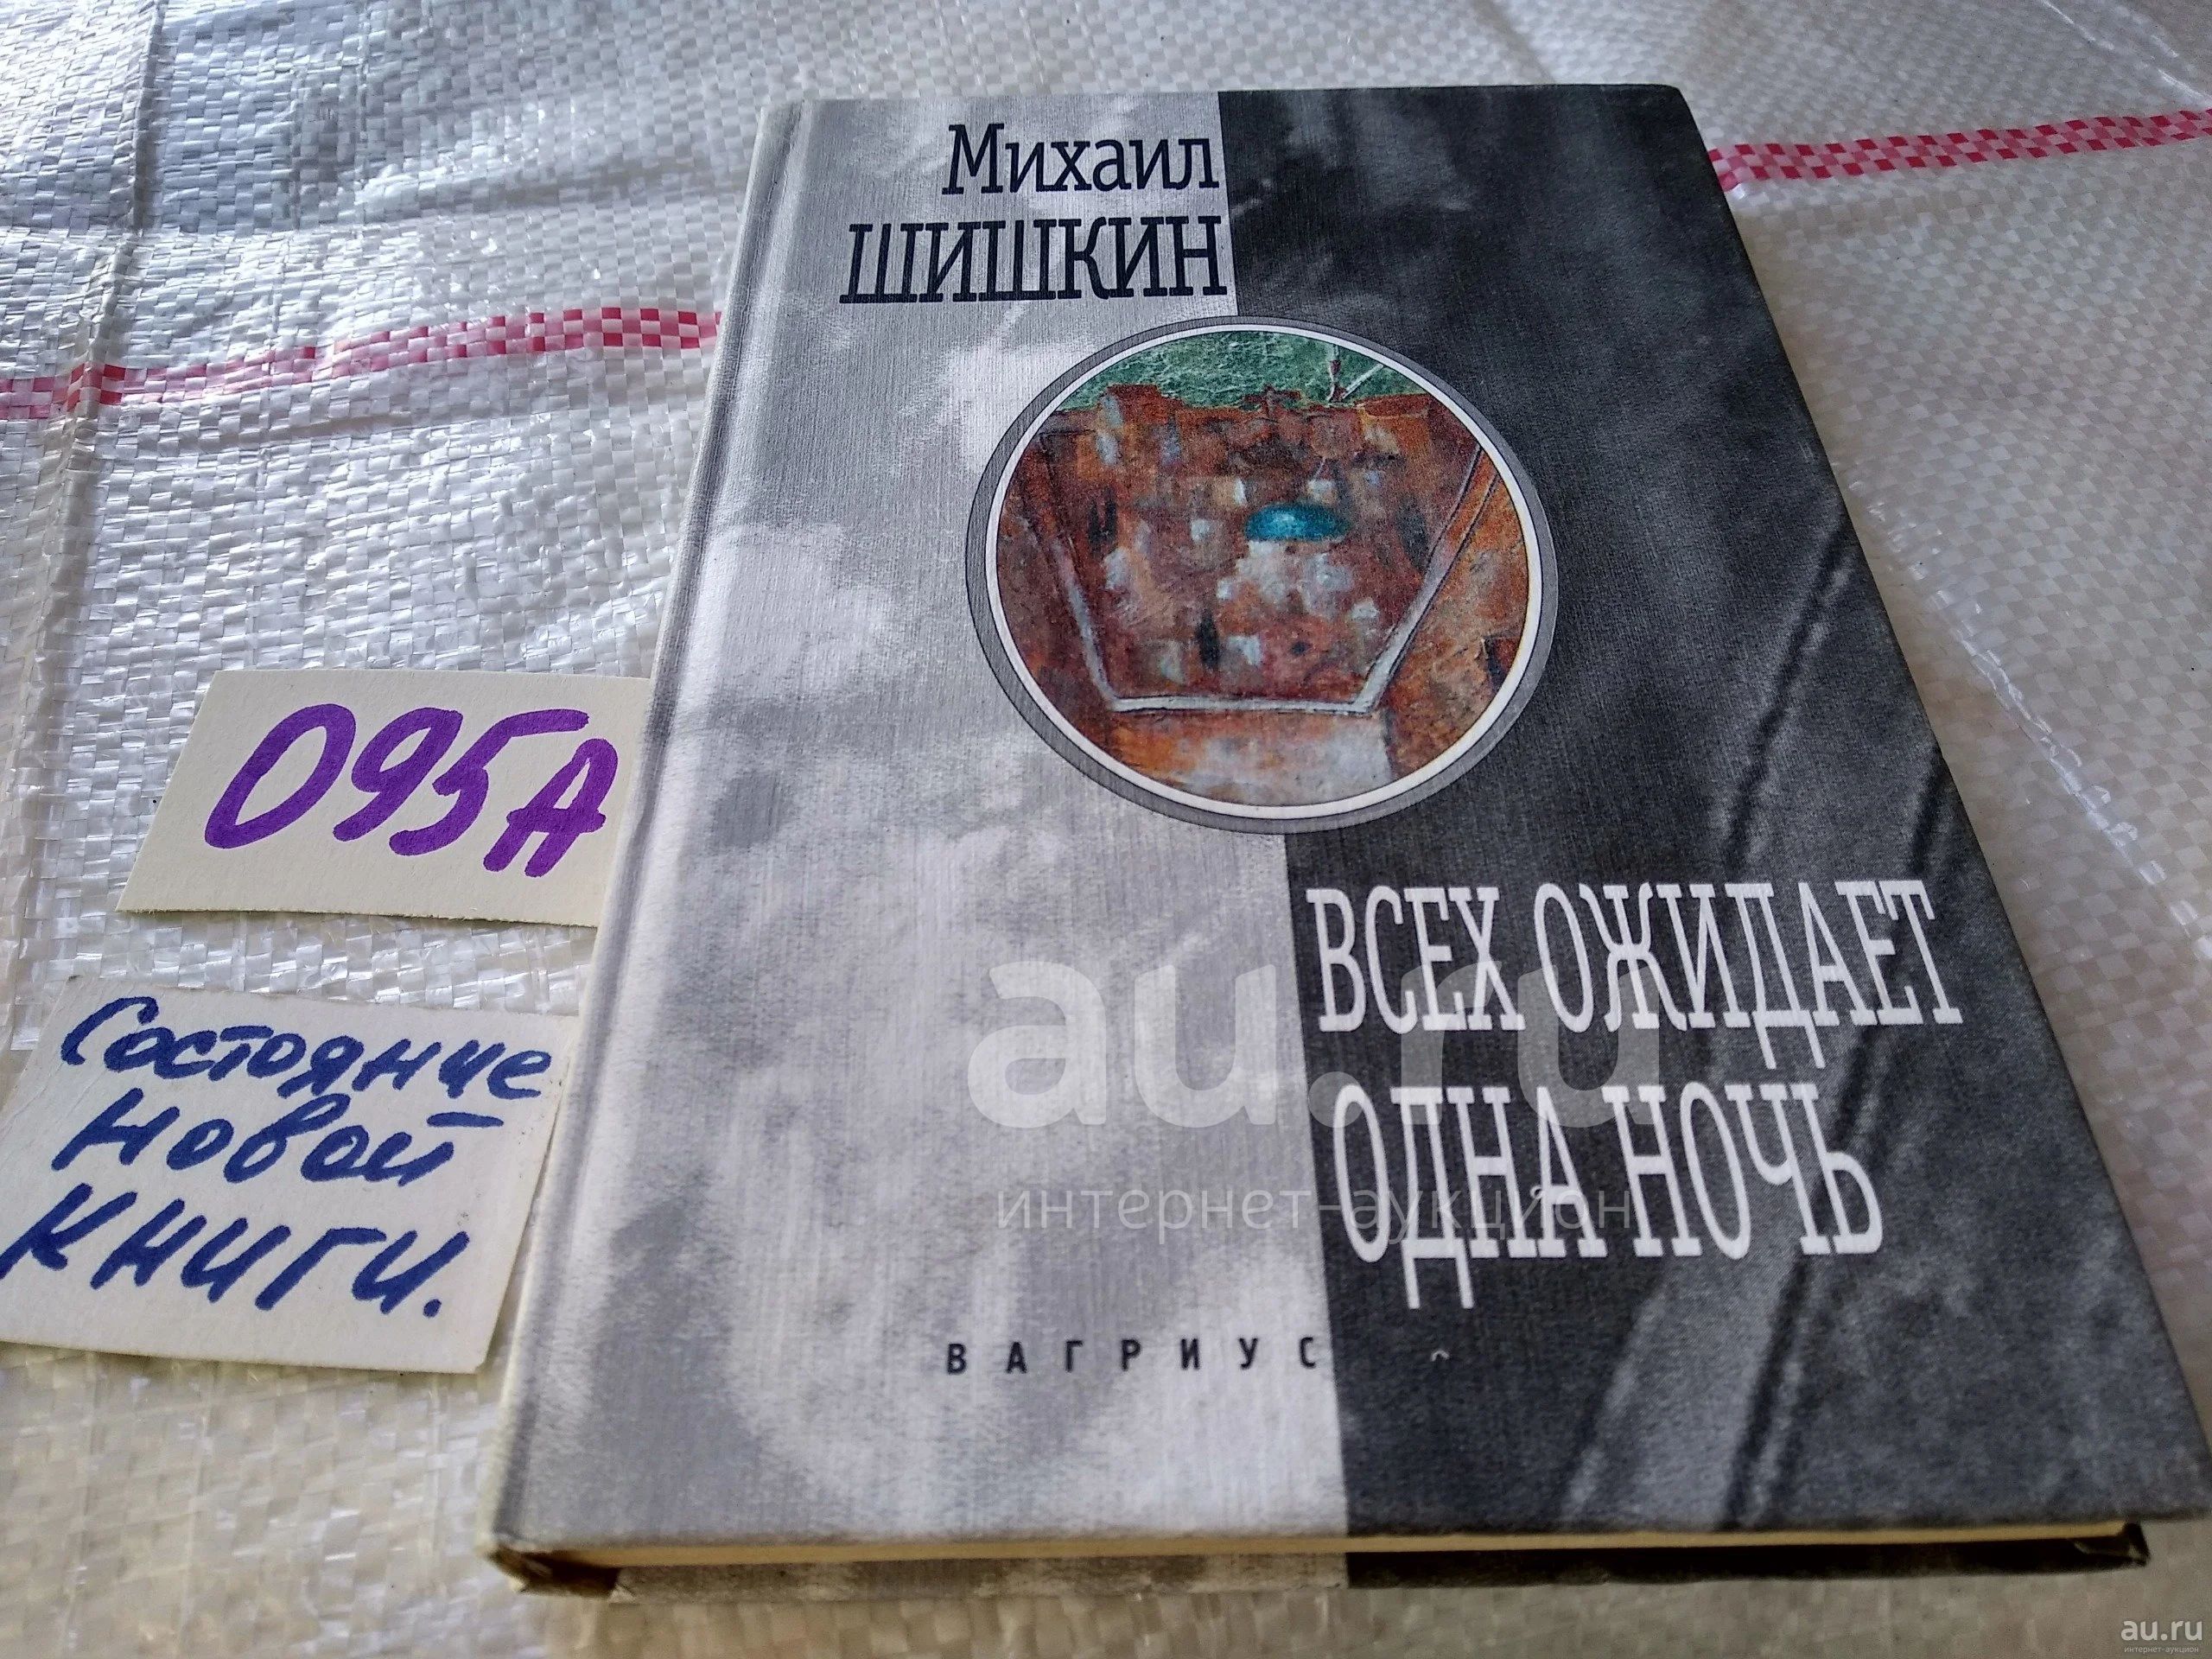 Михаил
ШИШКИН
ВСЕХ ОЖИДАЕТ
ОДНА НОЧЬ
ВАГРИУС
095А
Состояние
новой
книги.
au.ru
интернет-аукцион
au.ru
интернет-аукцион